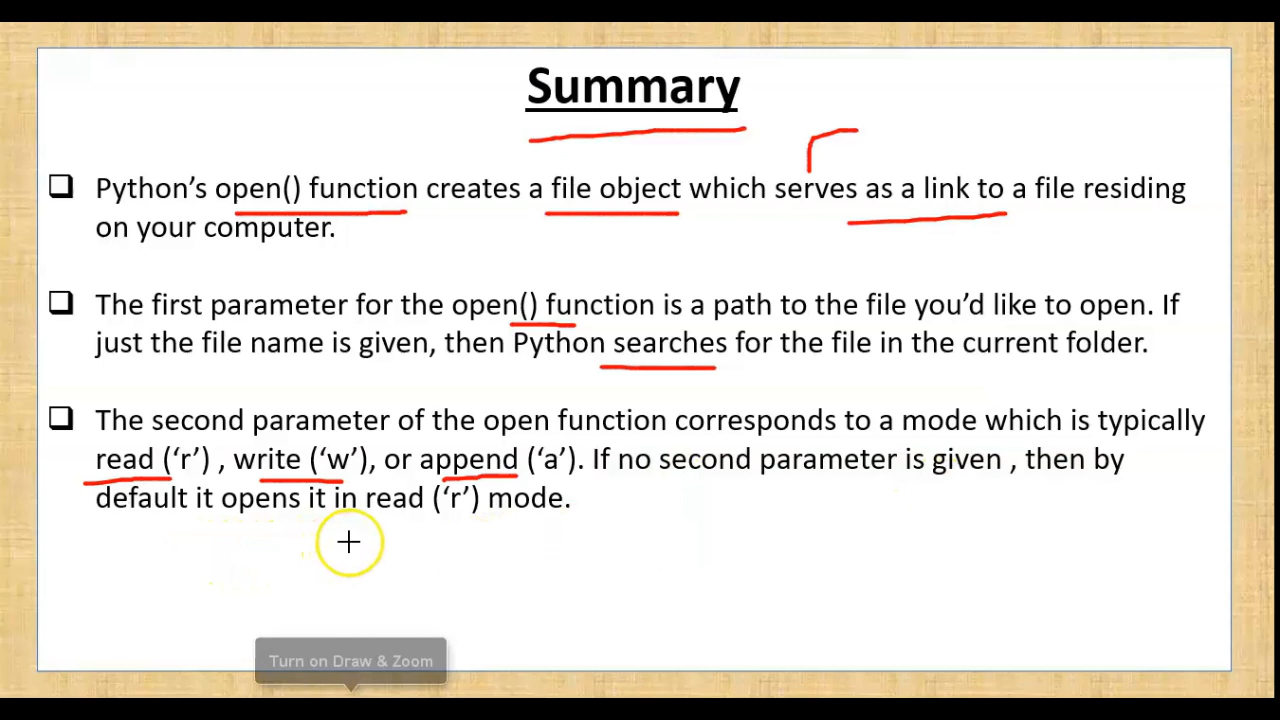 Summary
Python’s open() function creates a file object which serves as a link to a file residing
on your computer.
The first parameter for the open() function is a path to the file you’d like to open. If
just the file name is given, then Python searches for the file in the current folder.
The second parameter of the open function corresponds to a mode which is typically
read (‘r’) , write (‘w’), or append (‘a’). If no second parameter is given , then by
default it opens it in read (‘r’) mode.
Turn on Draw & Zoom